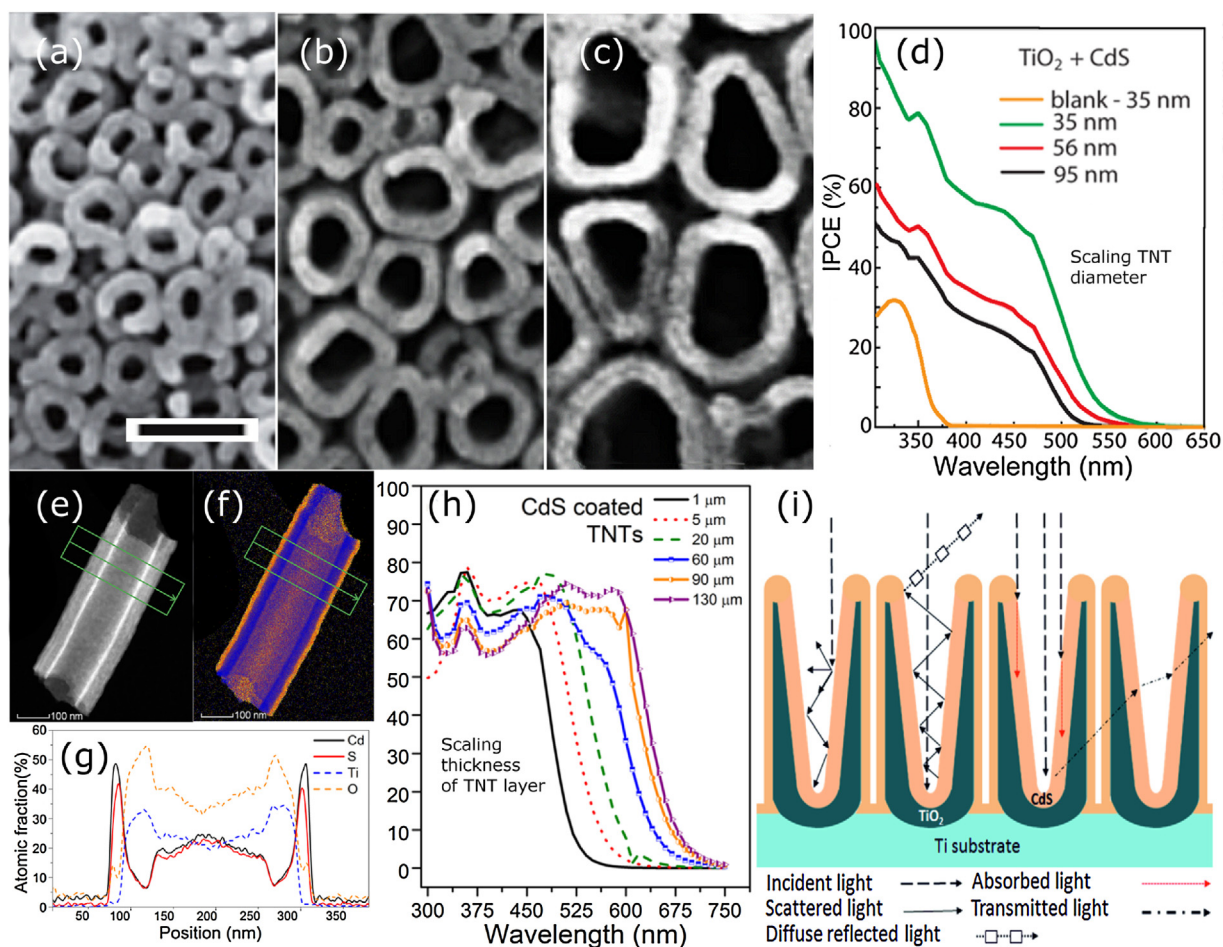 (a)
(b)
(c)
(d)
TiO2 + CdS
blank - 35 nm
35 nm
56 nm
95 nm
Scaling TNT
diameter
IPCE (%)
100
80
60
40
20
0
350
400
450
500
550
600
650
Wavelength (nm)
(e)
100 nm
(f)
100 nm
(g)
Cd
S
Ti
O
Atomic fraction(%)
60
50
40
30
20
10
0
50
100
150
200
250
300
350
Position (nm)
(h)
CdS coated
TNTs
1 μm
5 μm
20 μm
60 μm
90 μm
130 μm
Scaling
thickness
of TNT layer
100
90
80
70
60
50
40
30
20
10
0
300
375
450
525
600
675
750
Wavelength (nm)
(i)
TiO2
CdS
Ti substrate
Incident light
Absorbed light
Scattered light
Transmitted light
Diffuse reflected light